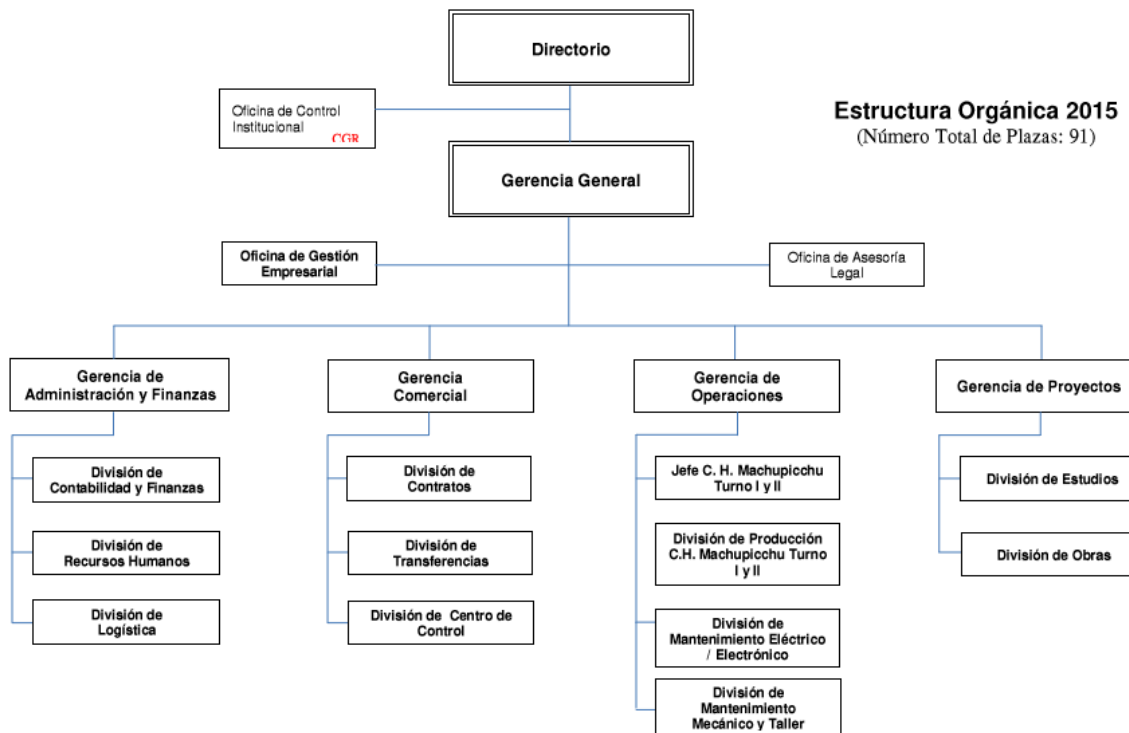 Directorio
Oficina de Control
Institucional
CGR
Estructura Orgánica 2015
(Número Total de Plazas: 91)
Gerencia General
Oficina de Gestión
Empresarial
Oficina de Asesoría
Legal
Gerencia de
Administración y Finanzas
Gerencia
Comercial
Gerencia de
Operaciones
Gerencia de Proyectos
División de
Contabilidad y Finanzas
División de
Recursos Humanos
División de
Logística
División de
Contratos
División de
Transferencias
División de Centro de
Control
Jefe C. H. Machupicchu
Turno I y II
División de Producción
C.H. Machupicchu Turno
I y II
División de
Mantenimiento Eléctrico
/ Electrónico
División de
Mantenimiento
Mecánico y Taller
División de Estudios
División de Obras